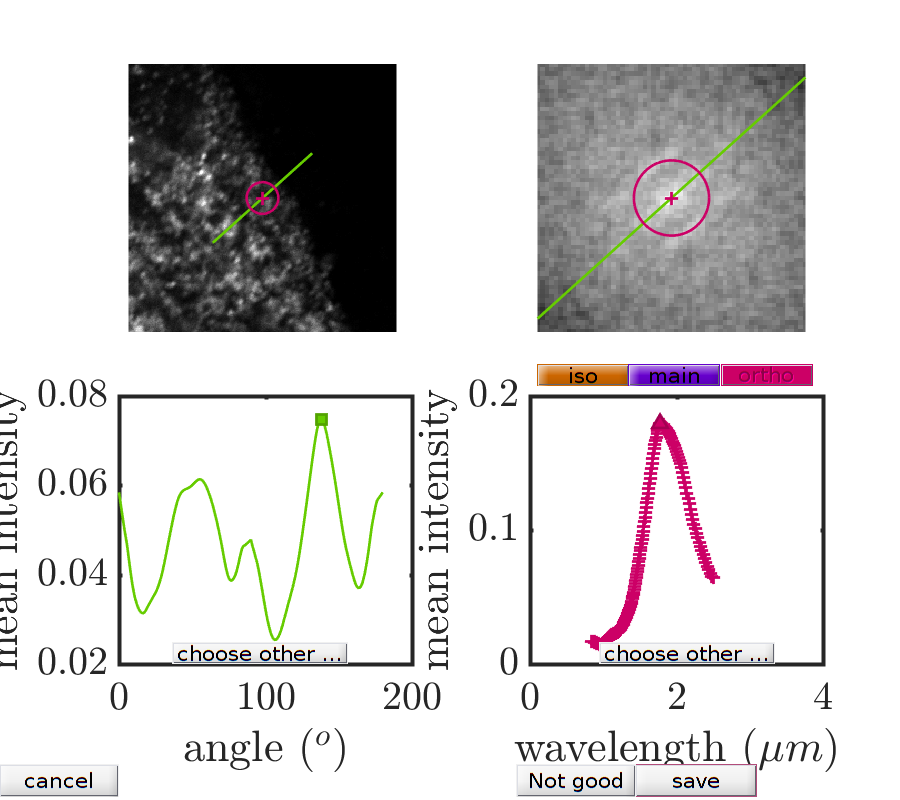 iso main ortho
0.08
0.06
0.04
0.02
mean intensity
0 100 200
angle (º)
choose other ...
0.2
0.1
0
mean intensity
0 2 4
wavelength (μm)
choose other ...
cancel
Not good save